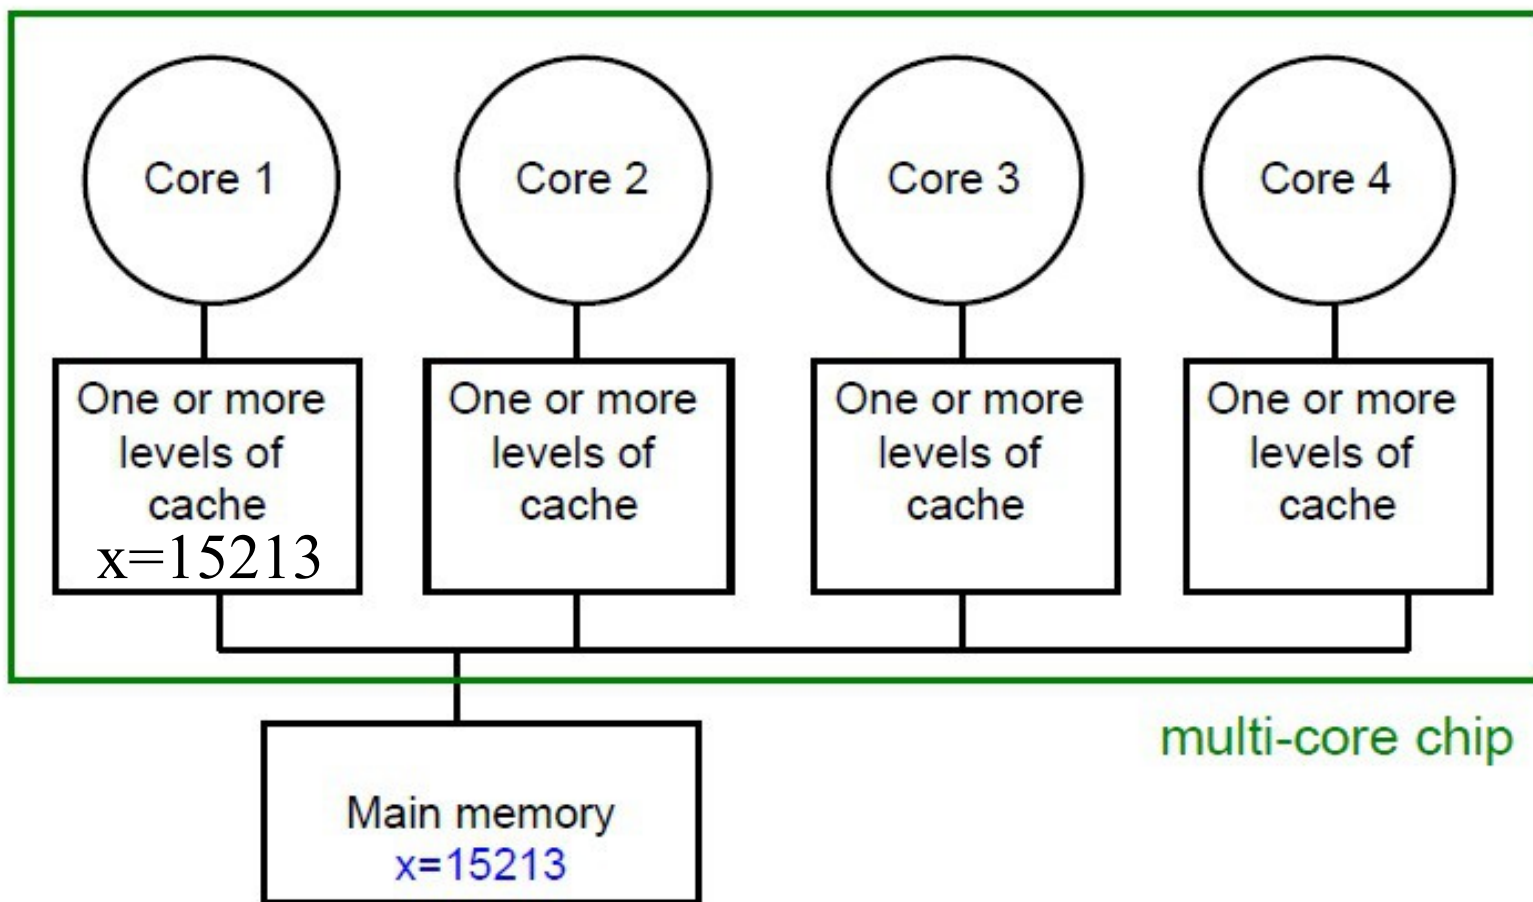 Core 1
Core 2
Core 3
Core 4
One or more
levels of
cache
x=15213
One or more
levels of
cache
One or more
levels of
cache
One or more
levels of
cache
multi-core chip
Main memory
x=15213